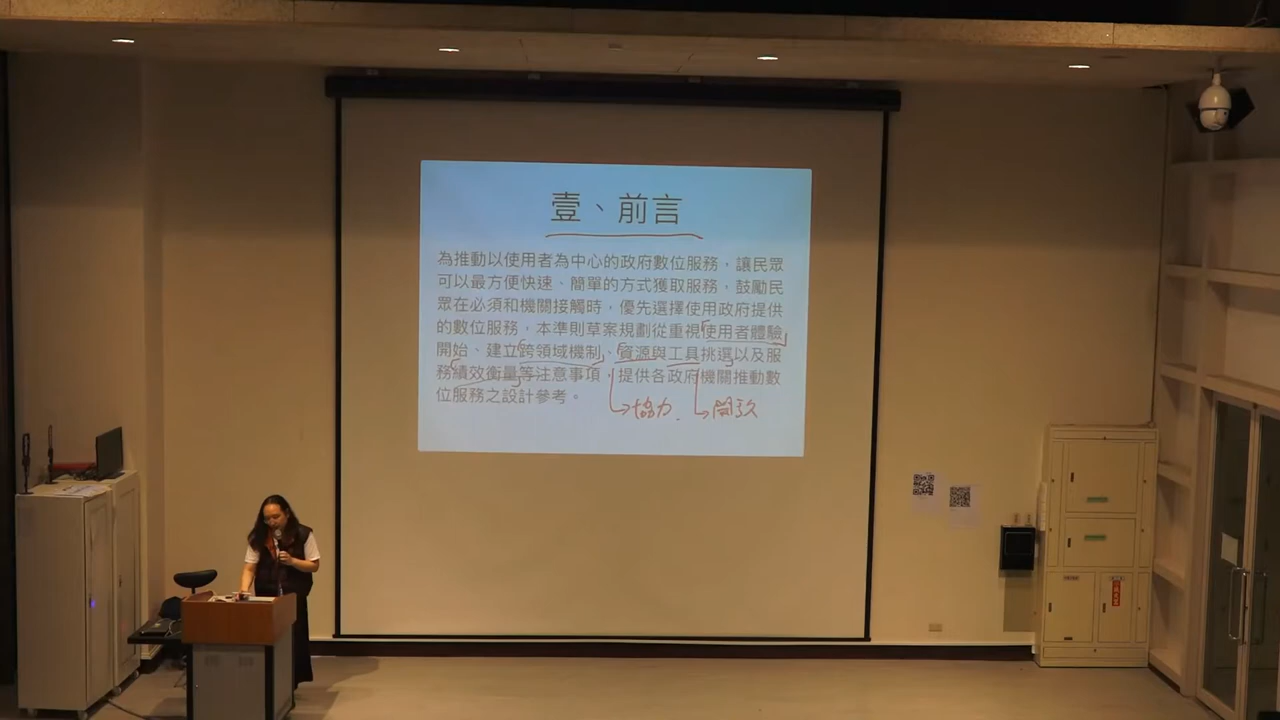 壹、前言
為推動以使用者為中心的政府數位服務，讓民眾
可以最方便快速、簡單的方式獲取服務，鼓勵民
眾在必須和機關接觸時，優先選擇使用政府提供
的數位服務，本準則草案規劃從重視使用者體驗
開始、建立跨領域機制、資源與工具挑選以及服
務績效衡量等注意事項，提供各政府機關推動數
位服務之設計參考。
協力
開放